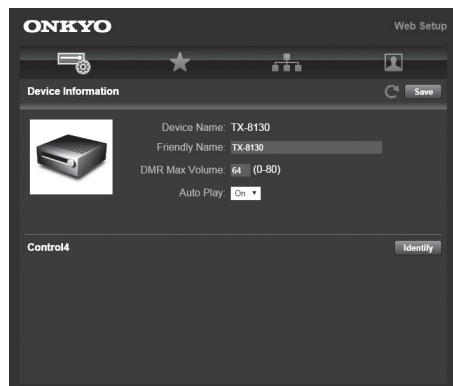 ONKYO
Web Setup
Device Information
Save
Device Name: TX-8130
Friendly Name: TX-8130
DMR Max Volume: 64 (0-80)
Auto Play: On
Control4
Identify